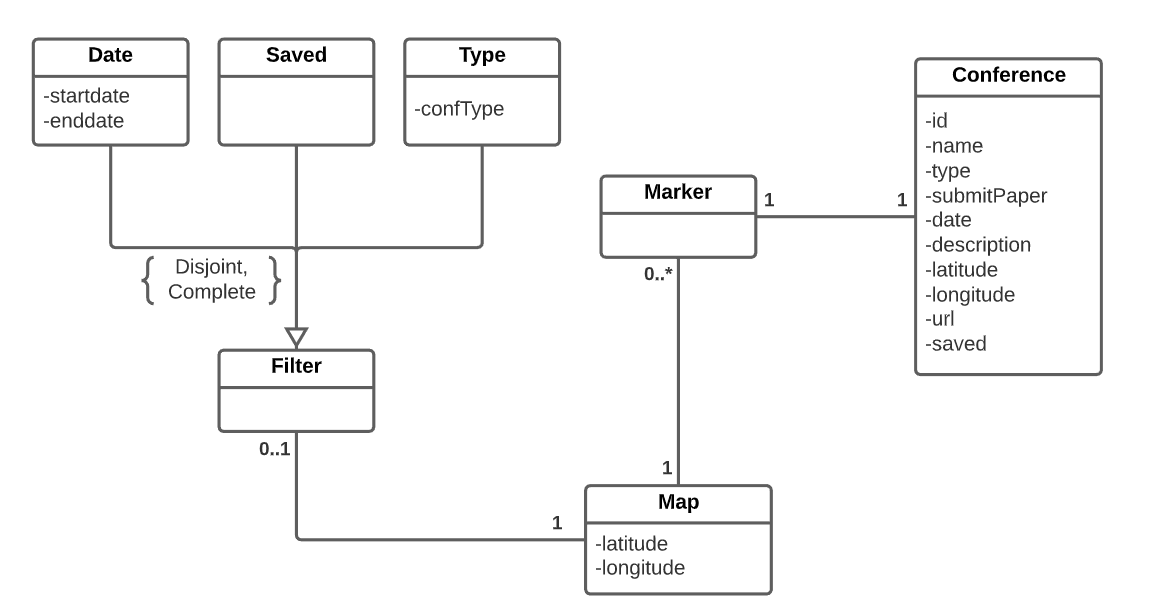 Date
-startdate
-enddate
Saved
Type
-confType
Conference
-id
-name
-type
-submitPaper
-date
-description
-latitude
-longitude
-url
-saved
Marker
1
1
0..*
{ Disjoint,
Complete }
Filter
0..1
1
1
Map
-latitude
-longitude